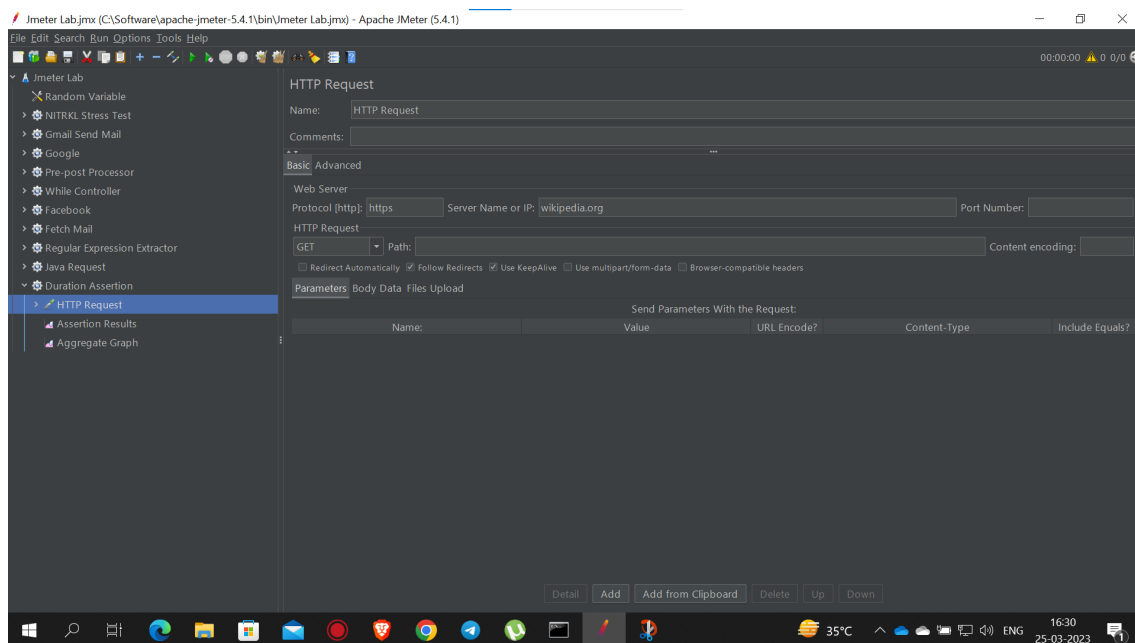 Jmeter Lab.jmx (C:\Software\apache-jmeter-5.4.1\bin\Jmeter Lab.jmx) - Apache JMeter (5.4.1)
File Edit Search Run Options Tools Help
00:00:00 0 0/0
Jmeter Lab
Random Variable
NITRKL Stress Test
Gmail Send Mail
Google
Pre-post Processor
While Controller
Facebook
Fetch Mail
Regular Expression Extractor
Java Request
Duration Assertion
HTTP Request
Assertion Results
Aggregate Graph
HTTP Request
Name: HTTP Request
Comments:
Basic Advanced
Web Server
Protocol [http]: https Server Name or IP: wikipedia.org Port Number:
HTTP Request
GET Path: Content encoding:
Redirect Automatically Follow Redirects Use KeepAlive Use multipart/form-data Browser-compatible headers
Parameters Body Data Files Upload
Send Parameters With the Request:
Name: Value URL Encode? Content-Type Include Equals?
Detail Add Add from Clipboard Delete Up Down
35°C ENG 16:30
25-03-2023 1